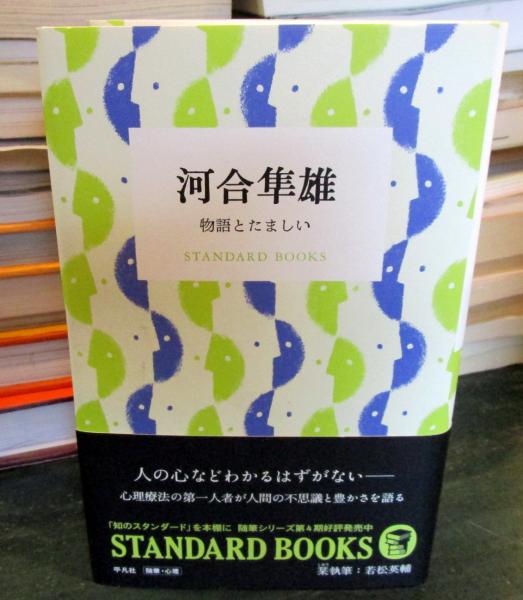 河合隼雄
物語とたましい
STANDARD BOOKS
人の心などわかるはずがない——
心理療法の第一人者が人間の不思議と豊かさを語る
「知のスタンダード」を本棚に 随筆シリーズ第4期好評発売中
STANDARD BOOKS
平凡社 随筆・心理
栞執筆：若松英輔